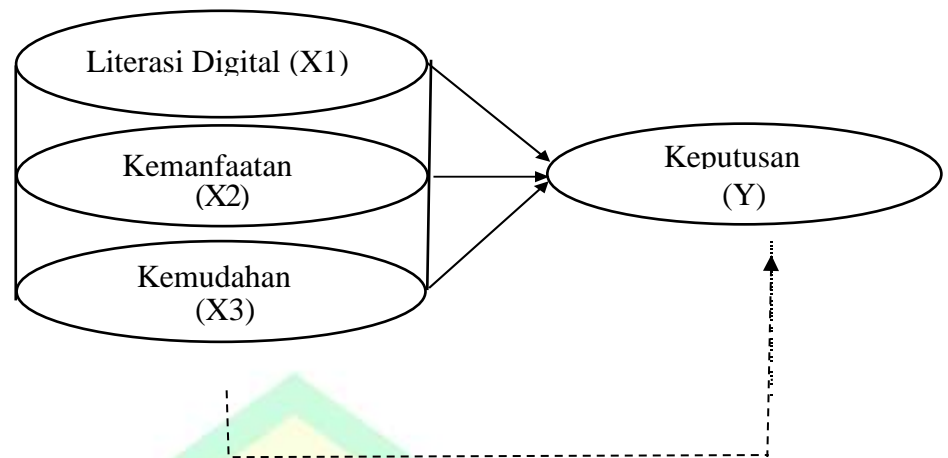 Literasi Digital (X1)
Kemanfaatan
(X2)
Keputusan
(Y)
Kemudahan
(X3)